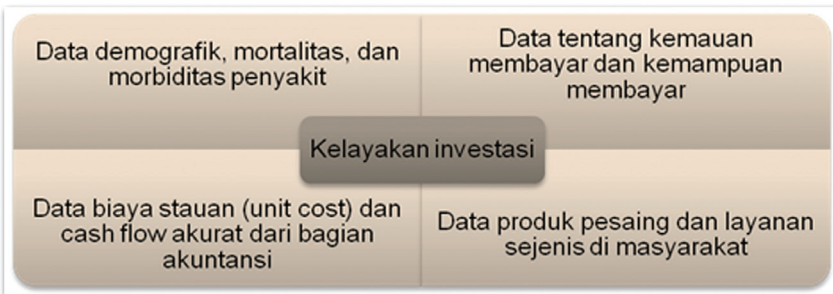 Data demografik, mortalitas, dan
morbiditas penyakit
Data tentang kemauan
membayar dan kemampuan
membayar
Kelayakan investasi
Data biaya stauan (unit cost) dan
cash flow akurat dari bagian
akuntansi
Data produk pesaing dan layanan
sejenis di masyarakat